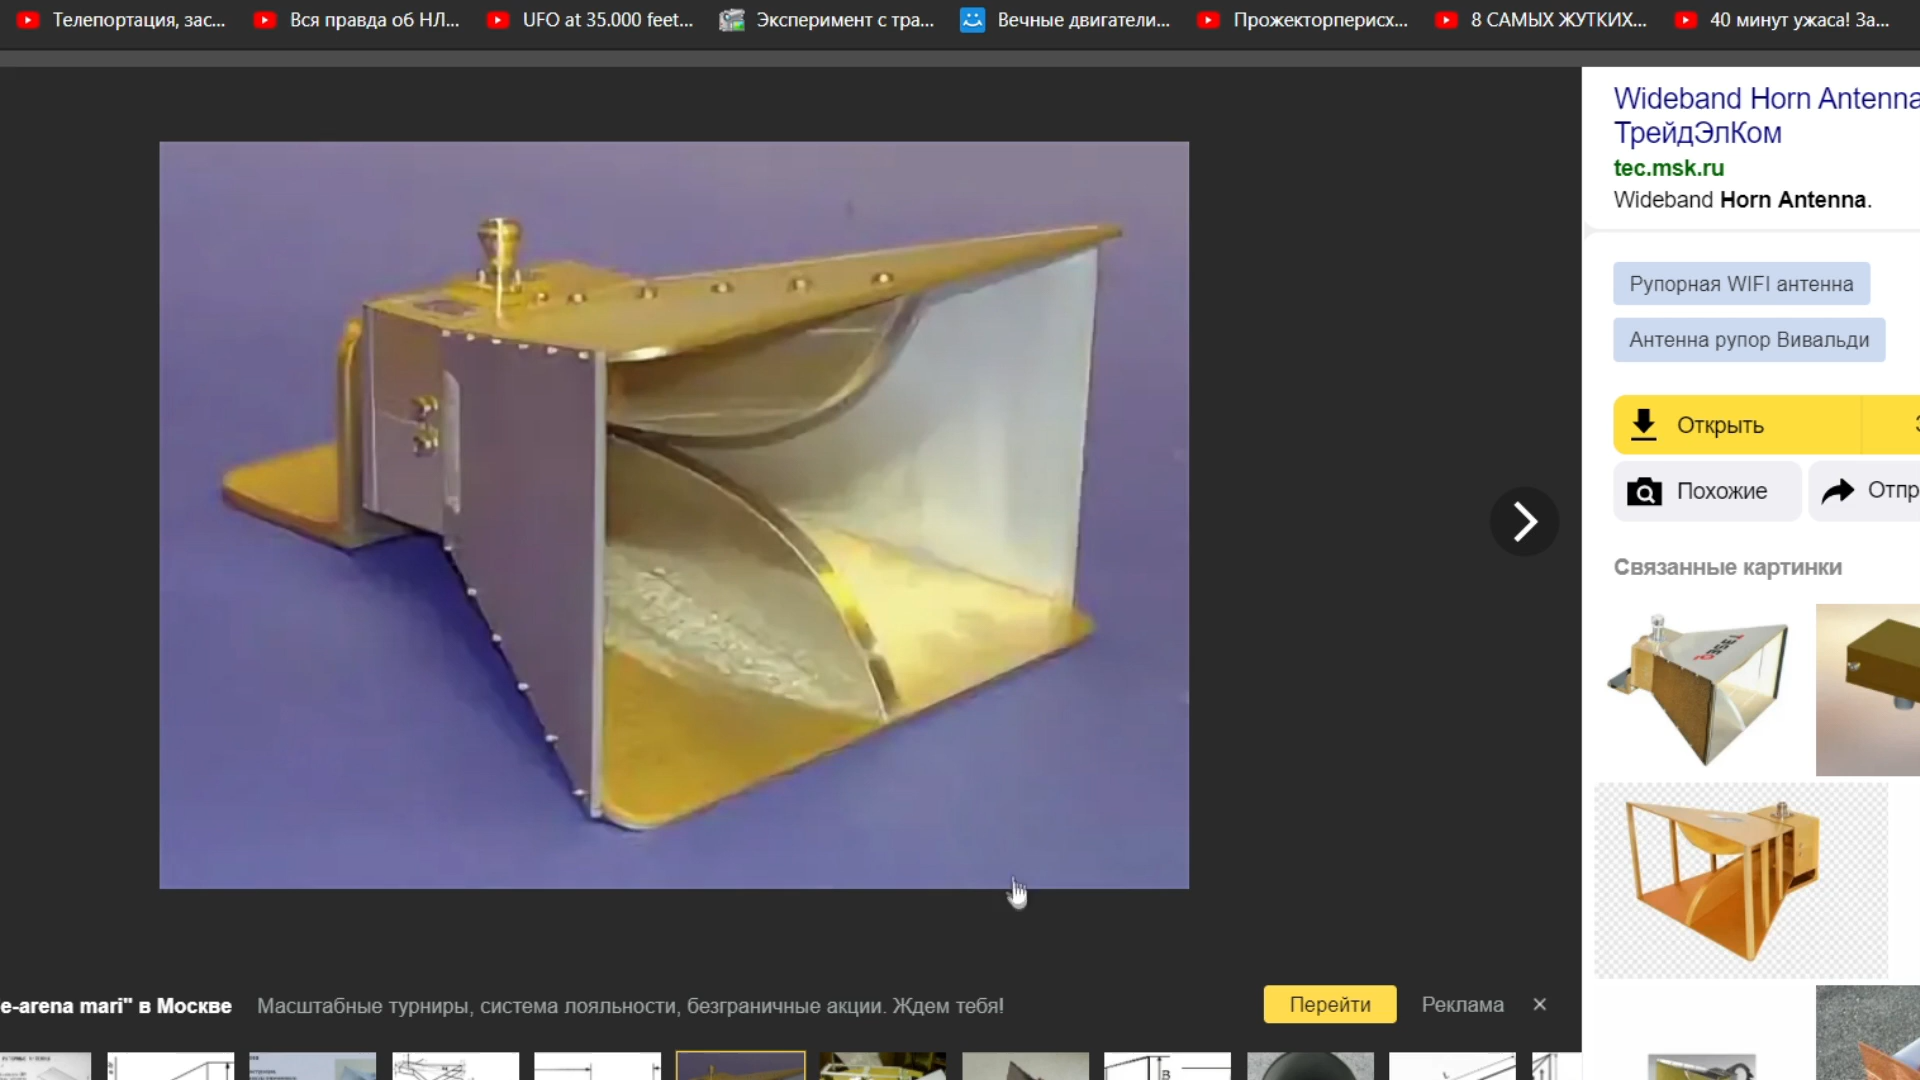 Телепортация, зас...
Вся правда об НЛ...
UFO at 35.000 feet...
Эксперимент с тра...
Вечные двигатели...
Прожекторперисх...
8 САМЫХ ЖУТКИХ...
40 минут ужаса! За...
Wideband Horn Antenna
ТрейдЭлКом
tec.msk.ru
Wideband Horn Antenna.
Рупорная WIFI антенна
Антенна рупор Вивальди
Открыть
Похожие
Отпр
Связанные картинки
TESEQ
e-arena mari" в Москве
Масштабные турниры, система лояльности, безграничные акции. Ждем тебя!
Перейти
Реклама
B